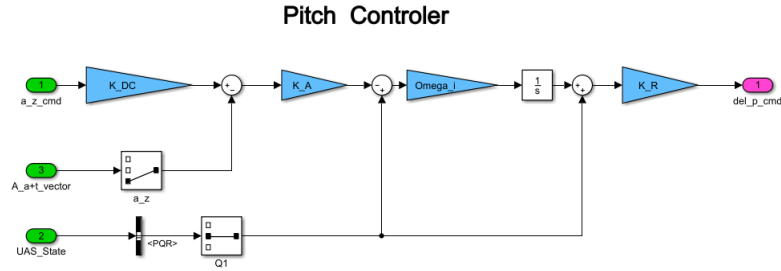 Pitch Controler
1
a_z_cmd
K_DC
+
−
K_A
−
+
Omega_i
1
s
+
+
K_R
1
del_p_cmd
3
A_a+t_vector
a_z
2
UAS_State
<PQR>
Q1